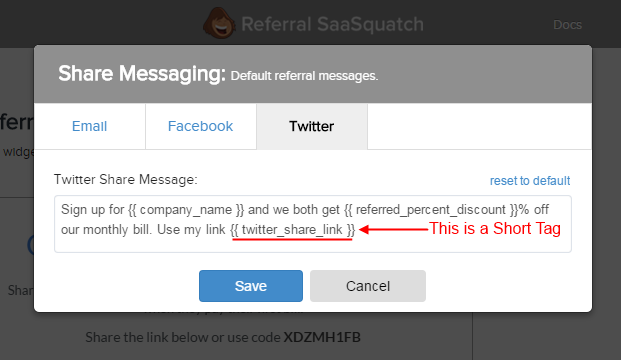 Referral SaaSquatch
Docs
Share Messaging: Default referral messages.
Email
Facebook
Twitter
widge
Twitter Share Message:
reset to default
Sign up for {{ company_name }} and we both get {{ referred_percent_discount }}% off
our monthly bill. Use my link {{ twitter_share_link }}
This is a Short Tag
Save
Cancel
Share the link below or use code XDZMH1FB